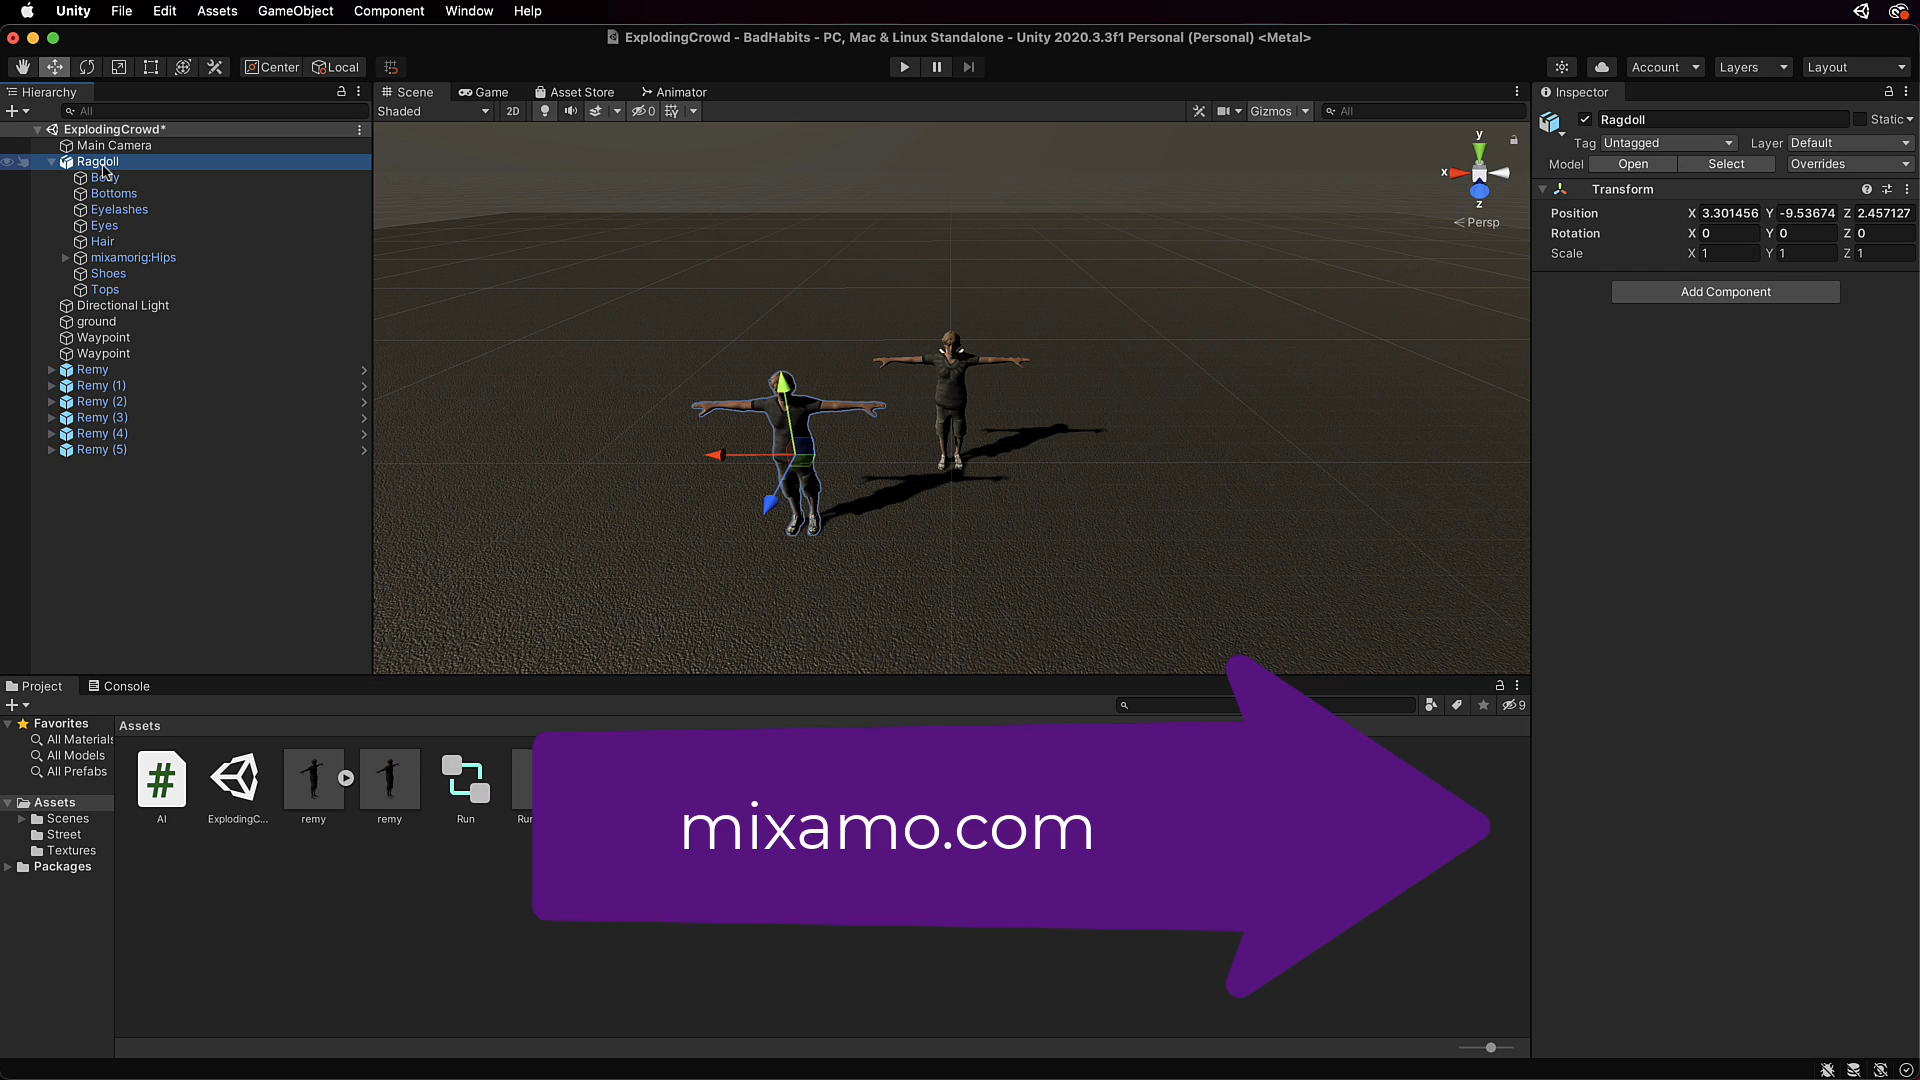 Unity File Edit Assets GameObject Component Window Help
ExplodingCrowd - BadHabits - PC, Mac & Linux Standalone - Unity 2020.3.3f1 Personal (Personal) <Metal>
Center Local
Account Layers Layout
Hierarchy
All
ExplodingCrowd*
Main Camera
Ragdoll
Body
Bottoms
Eyelashes
Eyes
Hair
mixamorig:Hips
Shoes
Tops
Directional Light
ground
Waypoint
Waypoint
Remy
Remy (1)
Remy (2)
Remy (3)
Remy (4)
Remy (5)
Scene Game Asset Store Animator
Shaded 2D 0 Gizmos All
y
x
z
Persp
Inspector
Ragdoll Static
Tag Untagged Layer Default
Model Open Select Overrides
Transform
Position X 3.301456 Y -9.53674 Z 2.457127
Rotation X 0 Y 0 Z 0
Scale X 1 Y 1 Z 1
Add Component
Project Console
9
Favorites
All Materials
All Models
All Prefabs
Assets
Scenes
Street
Textures
Packages
Assets
#
AI ExplodingC... remy remy Run
mixamo.com